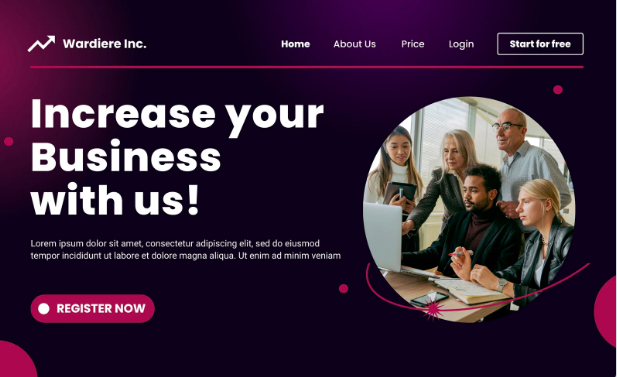 Wardiere Inc.
Home About Us Price Login Start for free
Increase your
Business
with us!
Lorem ipsum dolor sit amet, consectetur adipiscing elit, sed do eiusmod
tempor incididunt ut labore et dolore magna aliqua. Ut enim ad minim veniam
REGISTER NOW